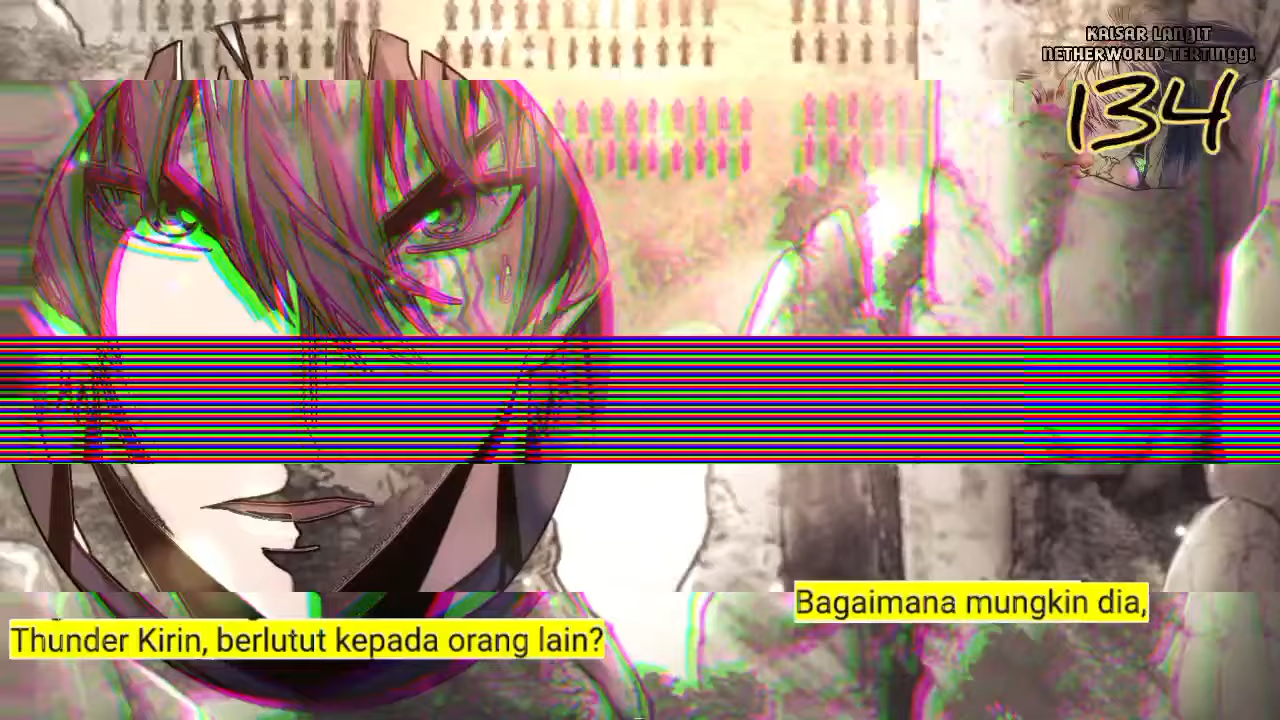 KAISAR LANGIT
NETHERWORLD TERTINGGI
134
Bagaimana mungkin dia,
Thunder Kirin, berlutut kepada orang lain?